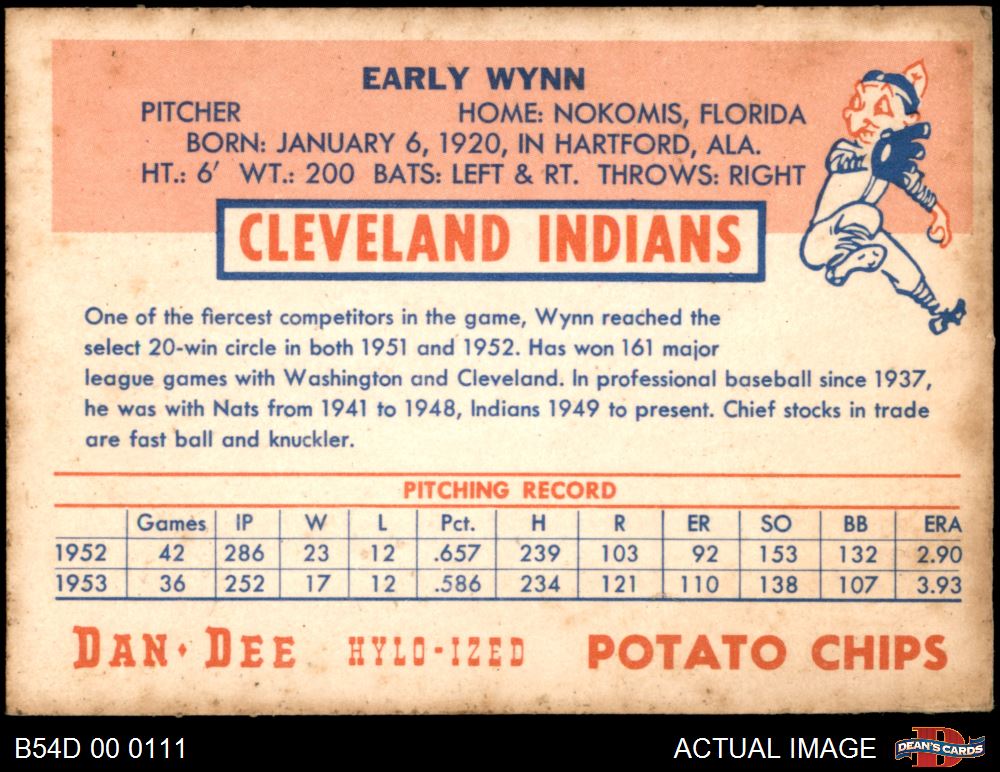 EARLY WYNN
PITCHER HOME: NOKOMIS, FLORIDA
BORN: JANUARY 6, 1920, IN HARTFORD, ALA.
HT.: 6′ WT.: 200 BATS: LEFT & RT. THROWS: RIGHT
CLEVELAND INDIANS
One of the fiercest competitors in the game, Wynn reached the
select 20-win circle in both 1951 and 1952. Has won 161 major
league games with Washington and Cleveland. In professional baseball since 1937,
he was with Nats from 1941 to 1948, Indians 1949 to present. Chief stocks in trade
are fast ball and knuckler.
PITCHING RECORD
Games IP W L Pct. H R ER SO BB ERA
1952 42 286 23 12 .657 239 103 92 153 132 2.90
1953 36 252 17 12 .586 234 121 110 138 107 3.93
DAN·DEE HYLO-IZED POTATO CHIPS
B54D 00 0111 ACTUAL IMAGE DEAN'S CARDS